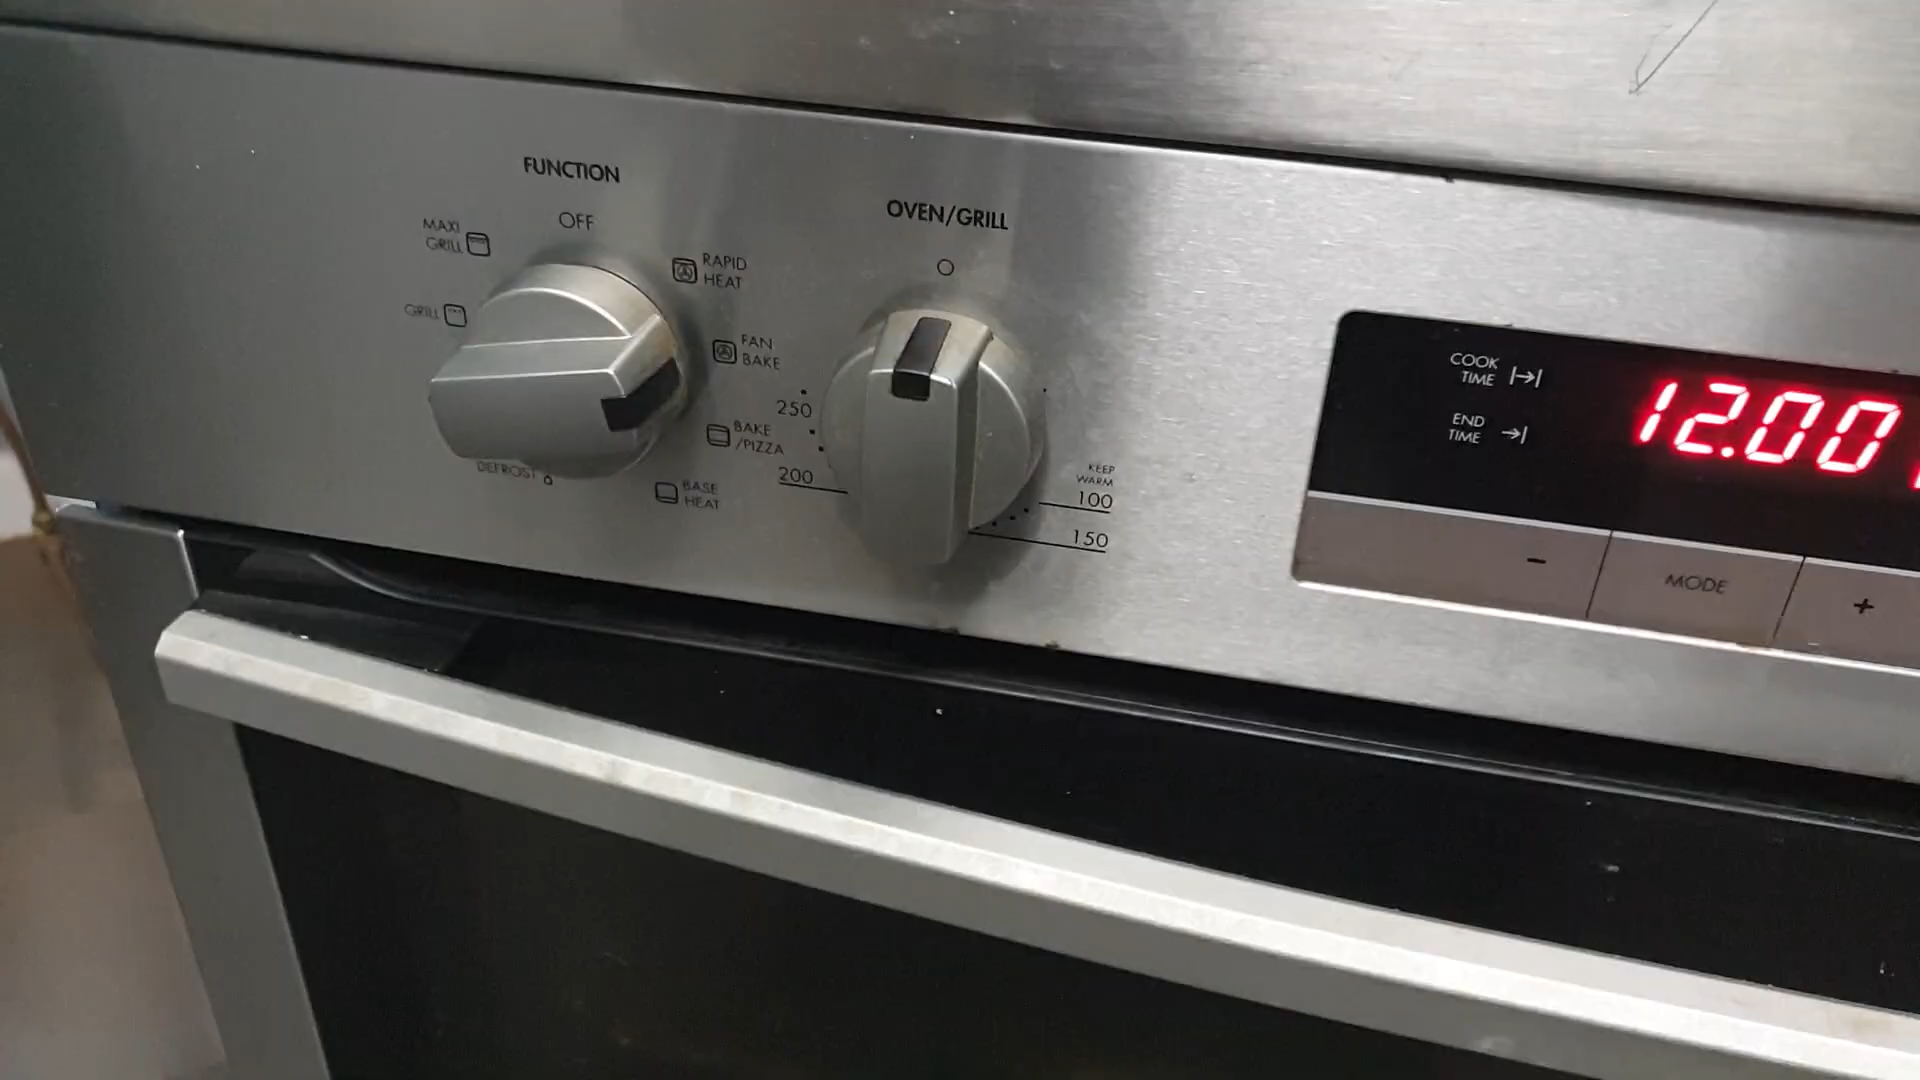 FUNCTION
OFF
MAXI
GRILL
GRILL
DEFROST
RAPID
HEAT
FAN
BAKE
BAKE
/PIZZA
BASE
HEAT
OVEN/GRILL
250
200
KEEP
WARM
100
150
COOK
TIME
END
TIME
12.00
-
MODE
+